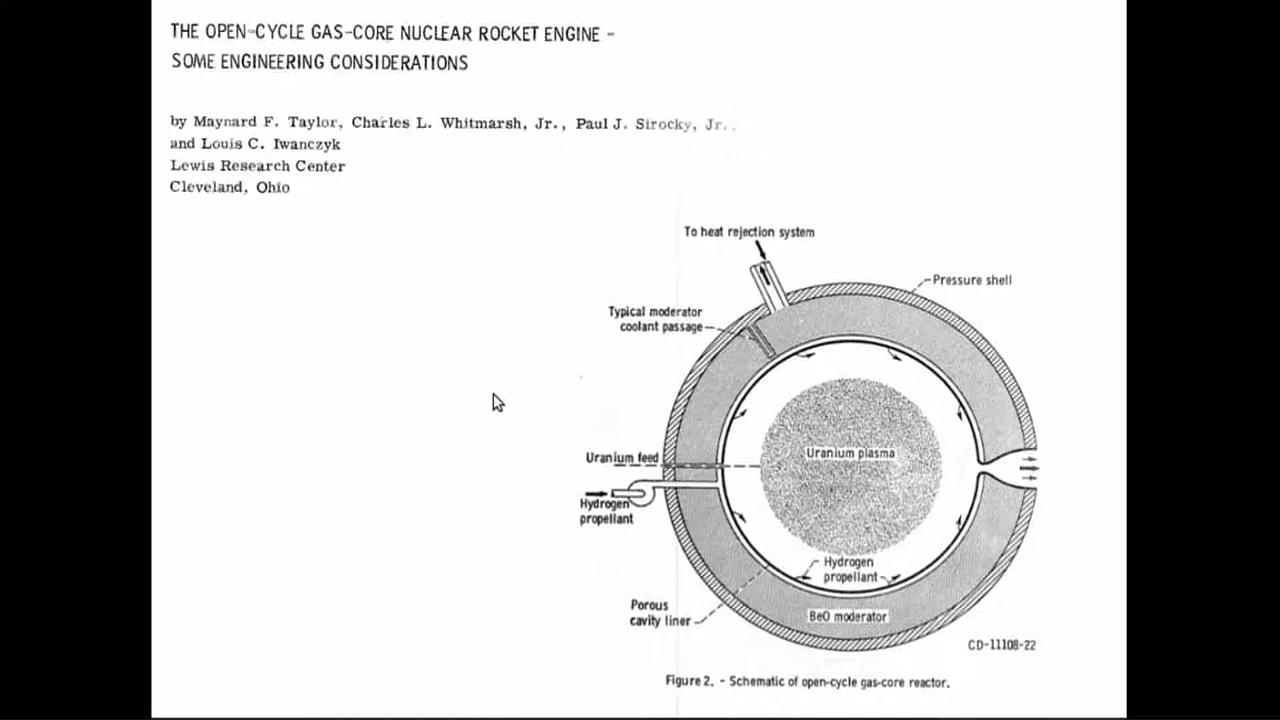 THE OPEN-CYCLE GAS-CORE NUCLEAR ROCKET ENGINE -
SOME ENGINEERING CONSIDERATIONS
by Maynard F. Taylor, Charles L. Whitmarsh, Jr., Paul J. Sirocky, Jr.,
and Louis C. Iwanczyk
Lewis Research Center
Cleveland, Ohio
To heat rejection system
Pressure shell
Typical moderator
coolant passage
Uranium feed
Uranium plasma
Hydrogen
propellant
Hydrogen
propellant
Porous
cavity liner
BeO moderator
CD-11108-22
Figure 2. - Schematic of open-cycle gas-core reactor.